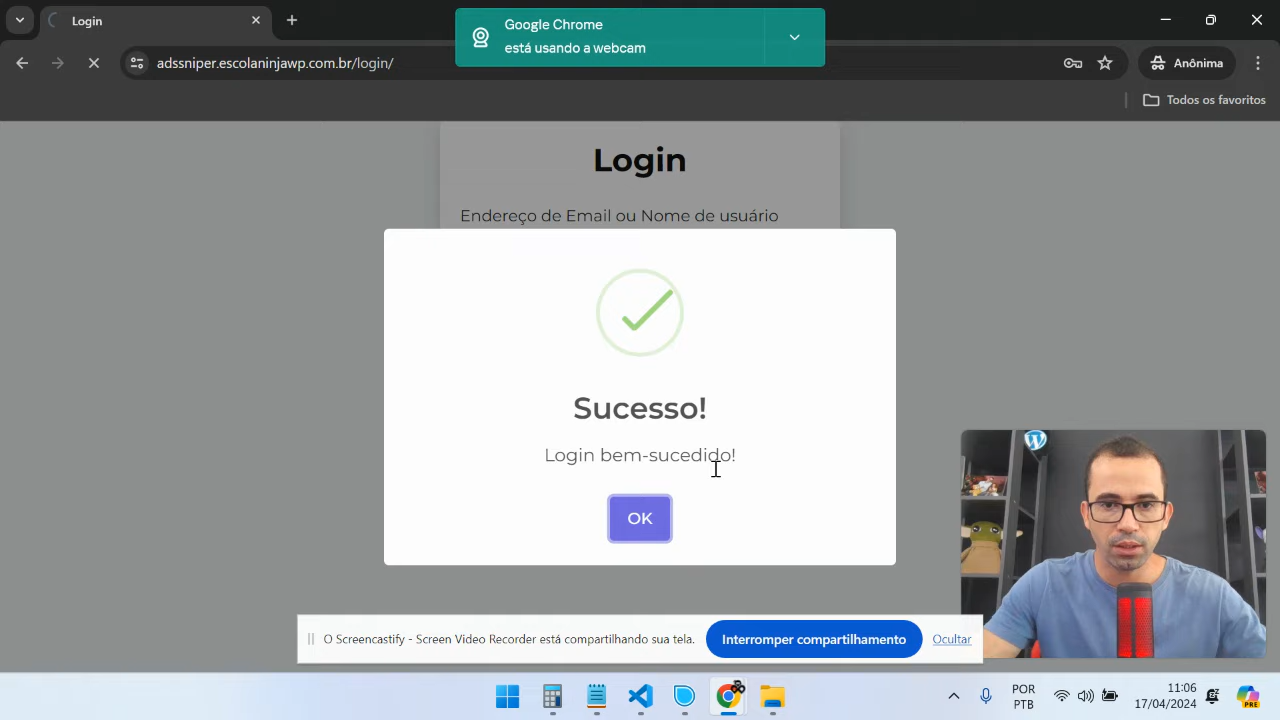 Login
Google Chrome
está usando a webcam
adssniper.escolaninjawp.com.br/login/
Anônima
Todos os favoritos
Login
Endereço de Email ou Nome de usuário
Sucesso!
Login bem-sucedido!
OK
O Screencastify - Screen Video Recorder está compartilhando sua tela.
Interromper compartilhamento
Ocultar
POR
PTB
11:06
17/04/2024
PRE